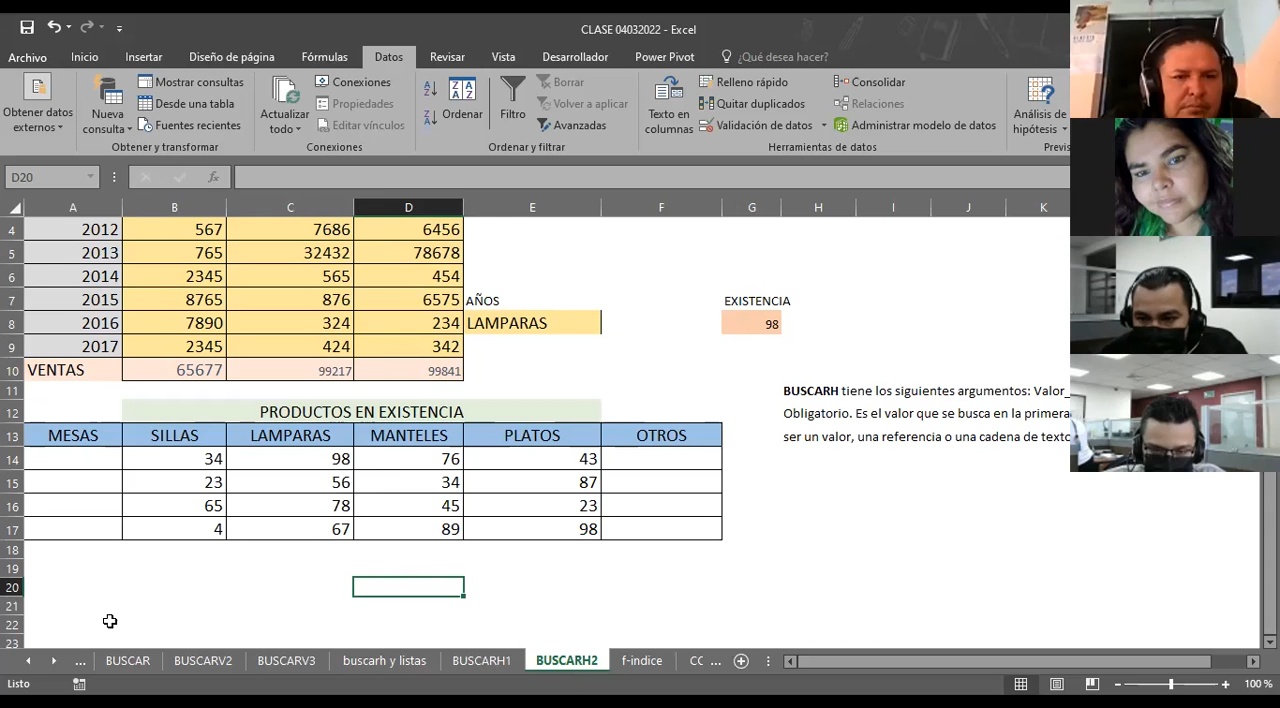 CLASE 04032022 - Excel
Archivo Inicio Insertar Diseño de página Fórmulas Datos Revisar Vista Desarrollador Power Pivot ¿Qué desea hacer?
Obtener datos externos
Nueva consulta
Mostrar consultas
Desde una tabla
Fuentes recientes
Obtener y transformar
Actualizar todo
Conexiones
Propiedades
Editar vínculos
Conexiones
Ordenar
Filtro
Borrar
Volver a aplicar
Avanzadas
Ordenar y filtrar
Texto en columnas
Relleno rápido
Quitar duplicados
Validación de datos
Consolidar
Relaciones
Administrar modelo de datos
Herramientas de datos
Análisis de hipótesis
Previs
D20 fx
A B C D E F G H I J K
4 2012 567 7686 6456
5 2013 765 32432 78678
6 2014 2345 565 454
7 2015 8765 876 6575 AÑOS EXISTENCIA
8 2016 7890 324 234 LAMPARAS 98
9 2017 2345 424 342
10 VENTAS 65677 99217 99841
11 BUSCARH tiene los siguientes argumentos: Valor_
12 PRODUCTOS EN EXISTENCIA Obligatorio. Es el valor que se busca en la primera
13 MESAS SILLAS LAMPARAS MANTELES PLATOS OTROS ser un valor, una referencia o una cadena de texto
14 34 98 76 43
15 23 56 34 87
16 65 78 45 23
17 4 67 89 98
18
19
20
21
22
23
... BUSCAR BUSCARV2 BUSCARV3 buscarh y listas BUSCARH1 BUSCARH2 f-indice CC ...
Listo 100 %